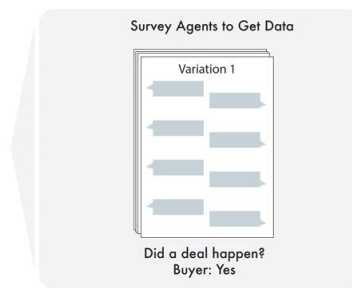 Survey Agents to Get Data
Variation 1
Did a deal happen?
Buyer: Yes